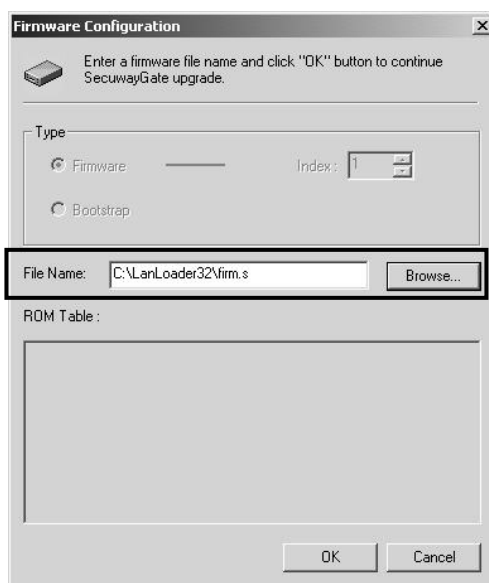 Firmware Configuration
Enter a firmware file name and click "OK" button to continue
SecuwayGate upgrade.
Type
Firmware Index : 1
Bootstrap
File Name: C:\LanLoader32\firm.s Browse...
ROM Table :
OK Cancel